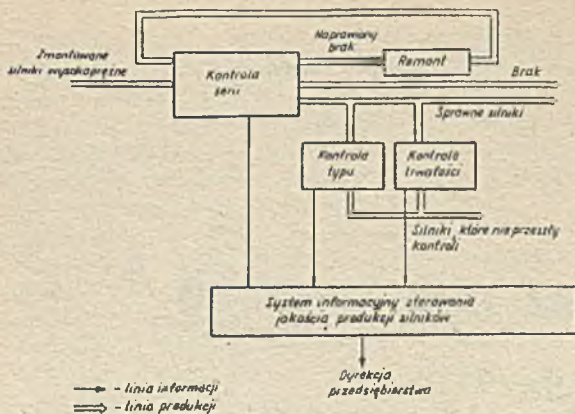 Naprawiony
brak
Remont
Zmontowane
silniki wysokoprężne
Kontrola
serii
Brak
Sprawne silniki
Kontrola
typu
Kontrola
trwałości
Silniki, które nie przeszły
kontroli
System informacyjny sterowania
jakością produkcji silników
Dyrekcja
przedsiębiorstwa
- linia informacji
- linia produkcji